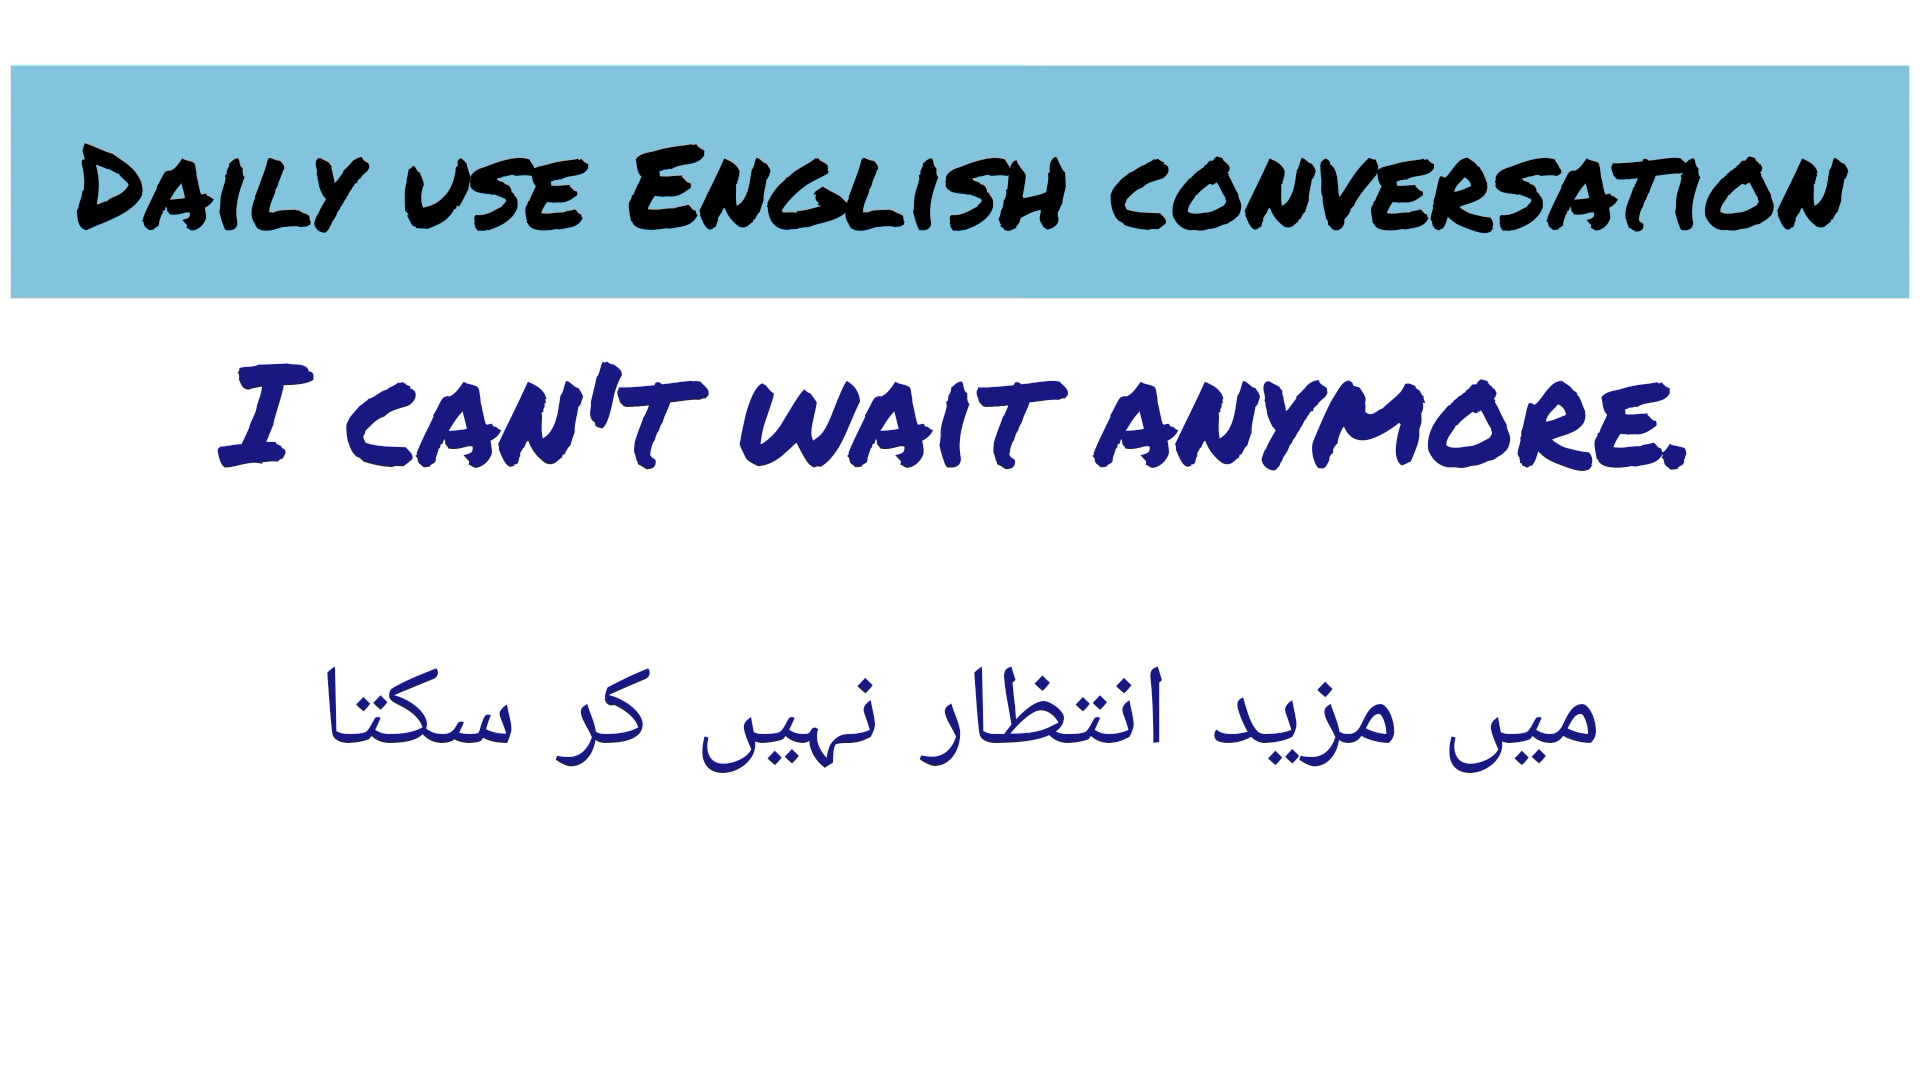 Daily use English conversation
I can't wait anymore.
میں مزید انتظار نہیں کر سکتا